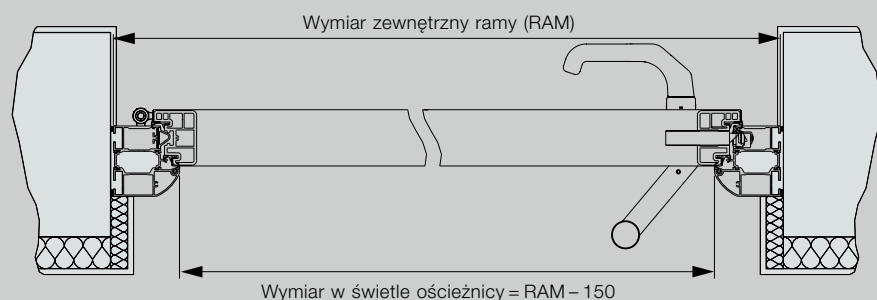 Wymiar zewnętrzny ramy (RAM)
Wymiar w świetle ościeżnicy = RAM – 150